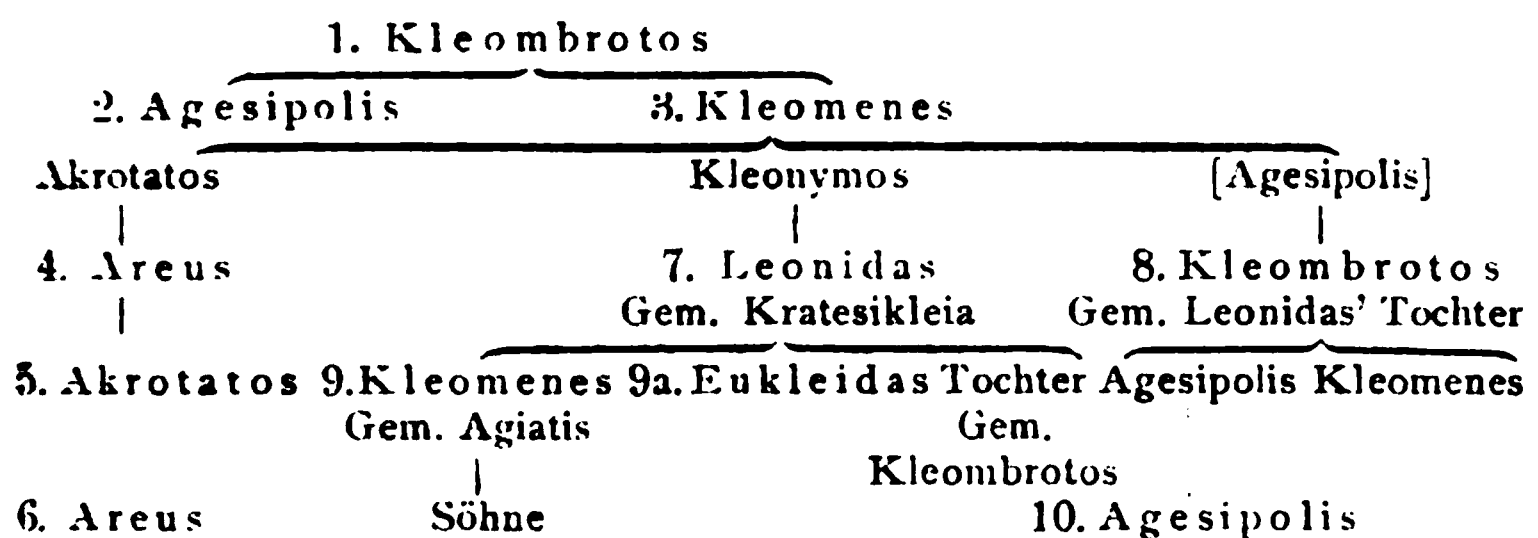 1. Kleombrotos
2. Agesipolis 3. Kleomenes
Akrotatos Kleonymos [Agesipolis]
4. Areus 7. Leonidas 8. Kleombrotos
Gem. Kratesikleia Gem. Leonidas' Tochter
5. Akrotatos 9. Kleomenes 9a. Eukleidas Tochter Agesipolis Kleomenes
Gem. Agiatis Gem.
Kleombrotos
6. Areus Söhne 10. Agesipolis